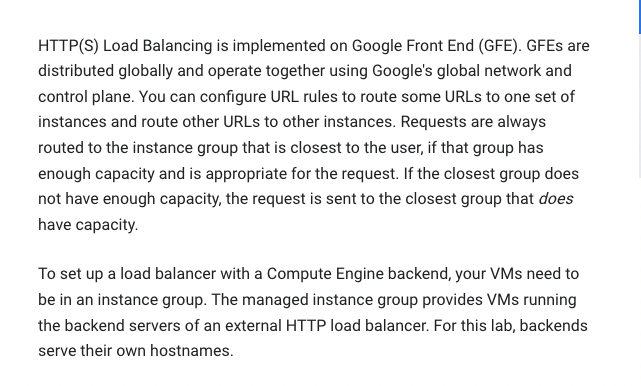 HTTP(S) Load Balancing is implemented on Google Front End (GFE). GFEs are
distributed globally and operate together using Google's global network and
control plane. You can configure URL rules to route some URLs to one set of
instances and route other URLs to other instances. Requests are always
routed to the instance group that is closest to the user, if that group has
enough capacity and is appropriate for the request. If the closest group does
not have enough capacity, the request is sent to the closest group that does
have capacity.
To set up a load balancer with a Compute Engine backend, your VMs need to
be in an instance group. The managed instance group provides VMs running
the backend servers of an external HTTP load balancer. For this lab, backends
serve their own hostnames.